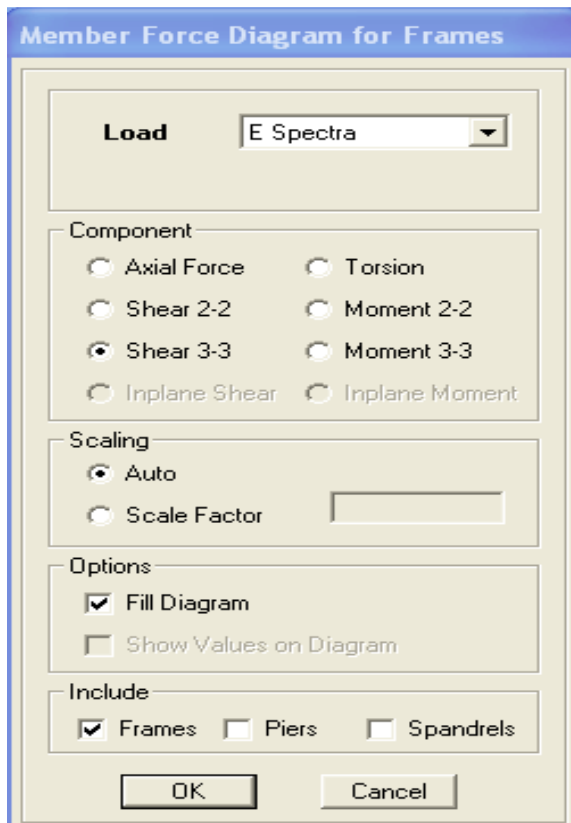 Member Force Diagram for Frames
Load E Spectra
Component
Axial Force Torsion
Shear 2-2 Moment 2-2
Shear 3-3 Moment 3-3
Inplane Shear Inplane Moment
Scaling
Auto
Scale Factor
Options
Fill Diagram
Show Values on Diagram
Include
Frames Piers Spandrels
OK Cancel